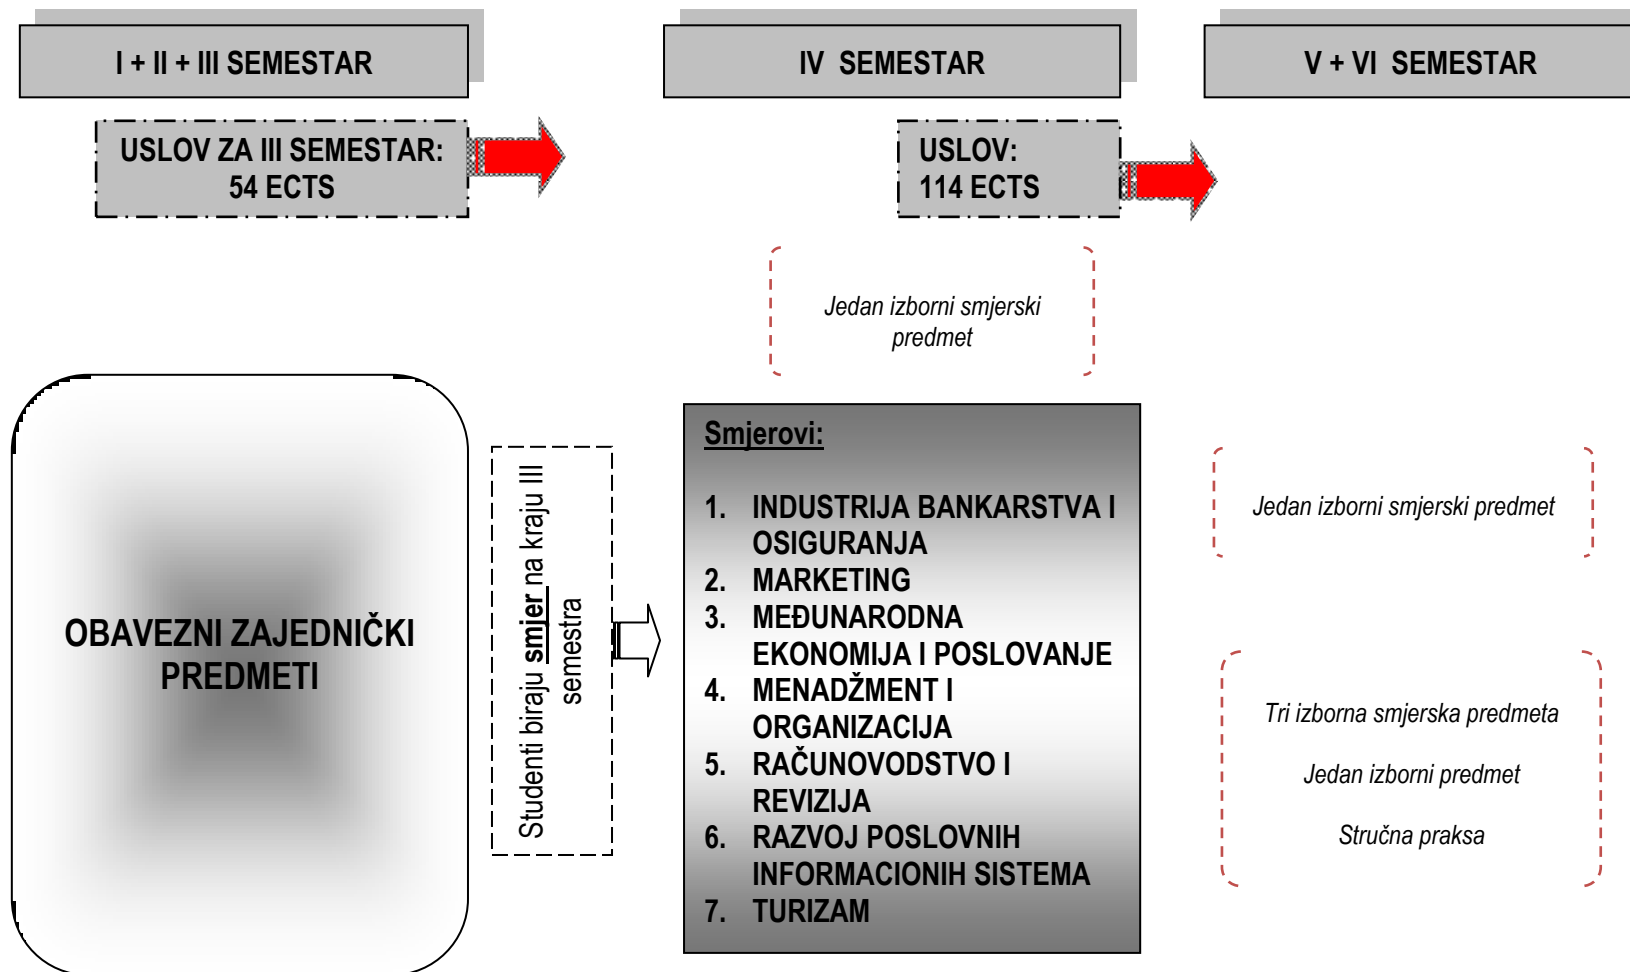 I + II + III SEMESTAR
IV SEMESTAR
V + VI SEMESTAR
USLOV ZA III SEMESTAR:
54 ECTS
USLOV:
114 ECTS
Jedan izborni smjerski
predmet
OBAVEZNI ZAJEDNIČKI
PREDMETI
Studenti biraju smjer na kraju III
semestra
Smjerovi:
1. INDUSTRIJA BANKARSTVA I
OSIGURANJA
2. MARKETING
3. MEĐUNARODNA
EKONOMIJA I POSLOVANJE
4. MENADŽMENT I
ORGANIZACIJA
5. RAČUNOVODSTVO I
REVIZIJA
6. RAZVOJ POSLOVNIH
INFORMACIONIH SISTEMA
7. TURIZAM
Jedan izborni smjerski predmet
Tri izborna smjerska predmeta
Jedan izborni predmet
Stručna praksa